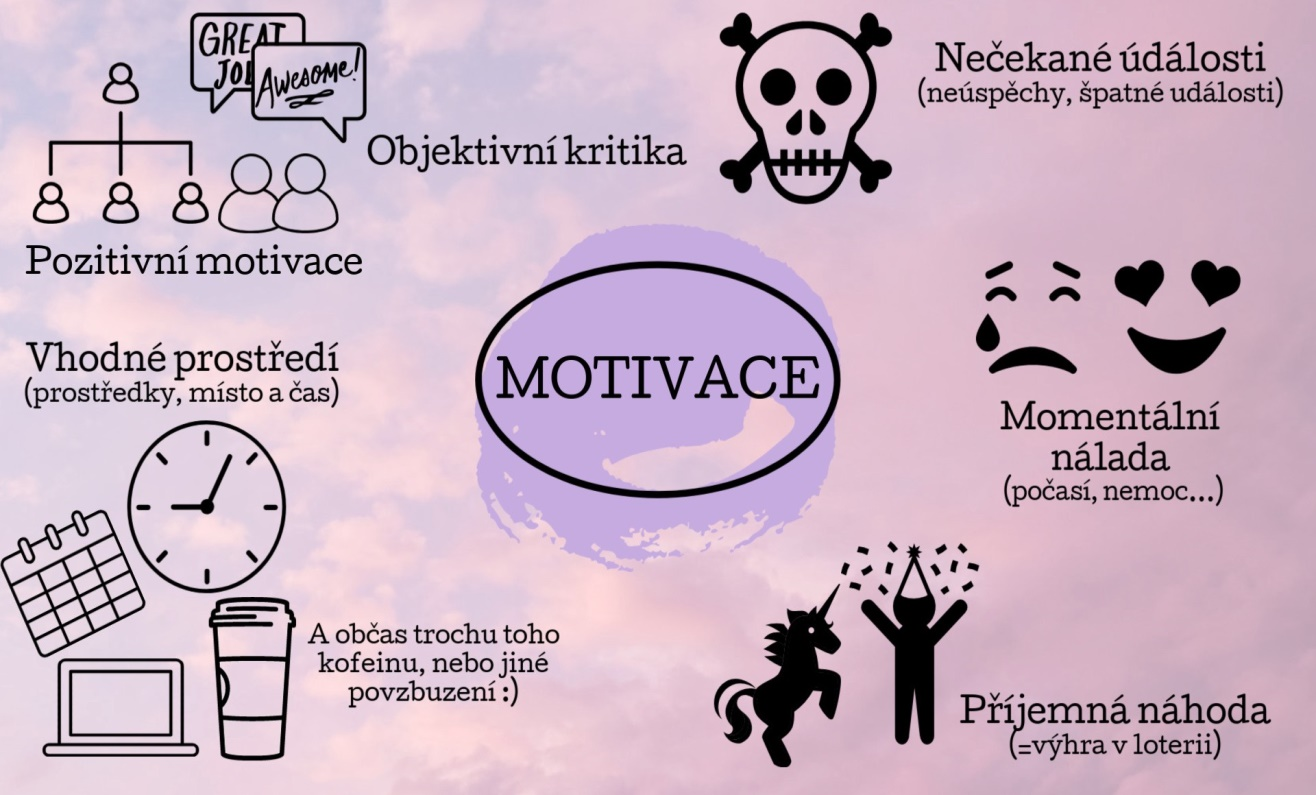 GREAT
JOB
Awesome!
Objektivní kritika
Pozitivní motivace
Vhodné prostředí
(prostředky, místo a čas)
A občas trochu toho
kofeinu, nebo jiné
povzbuzení :)
MOTIVACE
Nečekané údálosti
(neúspěchy, špatné události)
Momentální
nálada
(počasí, nemoc...)
Příjemná náhoda
(=výhra v loterii)